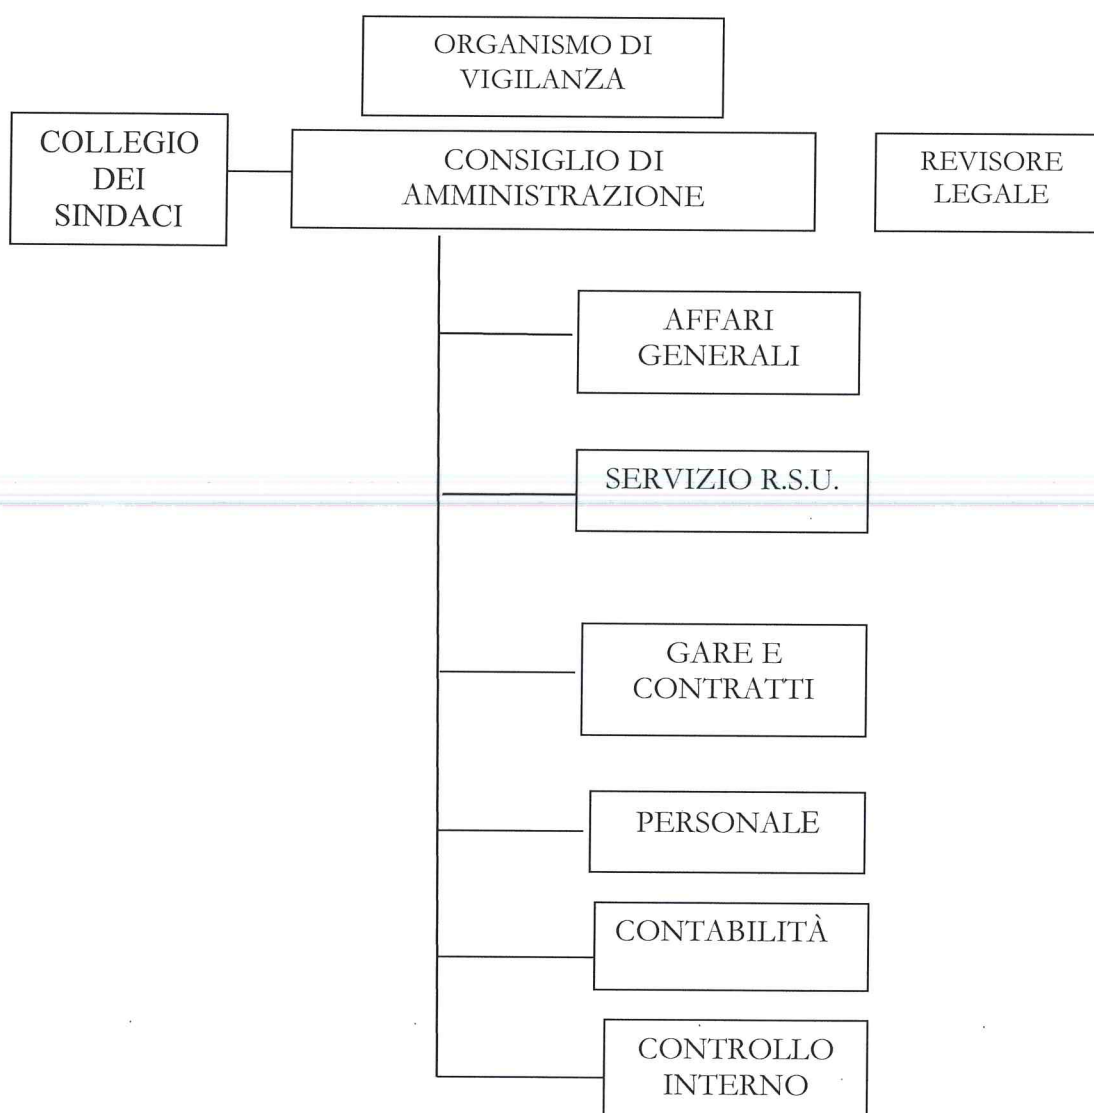 ORGANISMO DI
VIGILANZA
COLLEGIO
DEI
SINDACI
CONSIGLIO DI
AMMINISTRAZIONE
REVISORE
LEGALE
AFFARI
GENERALI
SERVIZIO R.S.U.
GARE E
CONTRATTI
PERSONALE
CONTABILITÀ
CONTROLLO
INTERNO